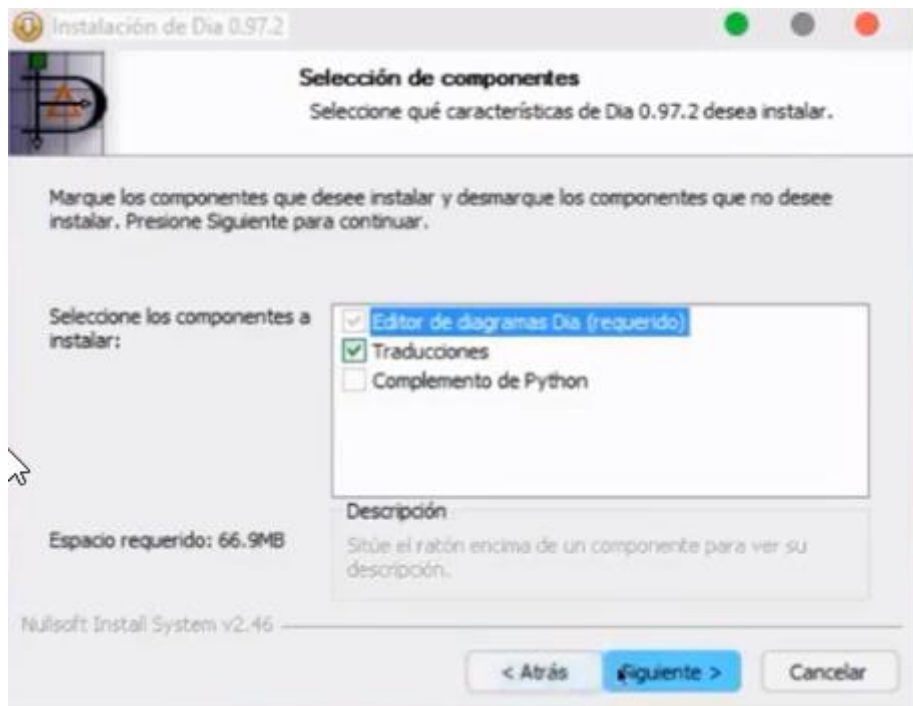 Instalación de Dia 0.97.2
Selección de componentes
Seleccione qué características de Dia 0.97.2 desea instalar.
Marque los componentes que desee instalar y desmarque los componentes que no desee
instalar. Presione Siguiente para continuar.
Seleccione los componentes a
instalar:
Editor de diagramas Dia (requerido)
Traducciones
Complemento de Python
Espacio requerido: 66.9MB
Descripción
Sitúe el ratón encima de un componente para ver su
descripción.
Nullsoft Install System v2.46
< Atrás
Siguiente >
Cancelar